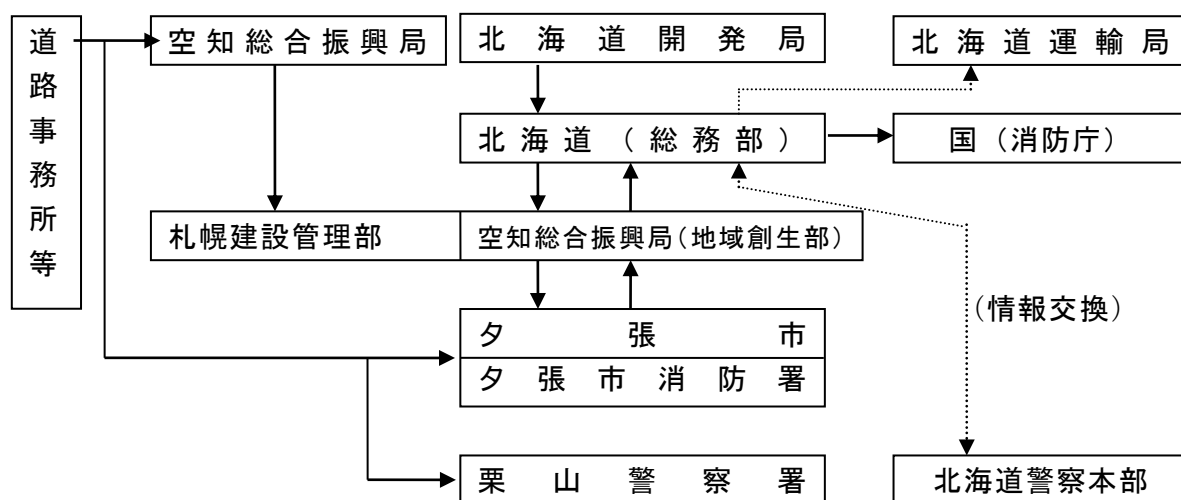 道路事務所等
空知総合振興局
北海道開発局
北海道運輸局
北海道(総務部)
国(消防庁)
札幌建設管理部
空知総合振興局(地域創生部)
(情報交換)
夕張市
夕張市消防署
栗山警察署
北海道警察本部